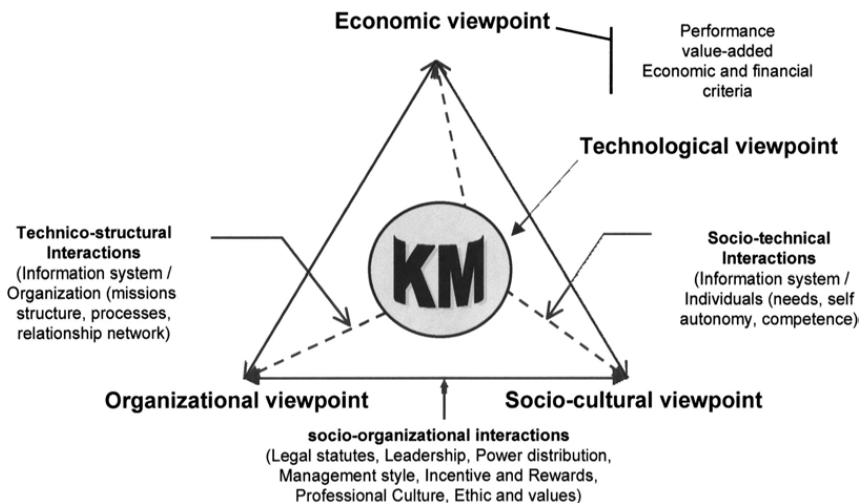 Economic viewpoint
Performance
value-added
Economic and financial
criteria
Technological viewpoint
Technico-structural
Interactions
(Information system /
Organization (missions
structure, processes,
relationship network)
KM
Socio-technical
Interactions
(Information system /
Individuals (needs, self
autonomy, competence)
Organizational viewpoint
Socio-cultural viewpoint
socio-organizational interactions
(Legal statutes, Leadership, Power distribution,
Management style, Incentive and Rewards,
Professional Culture, Ethic and values)